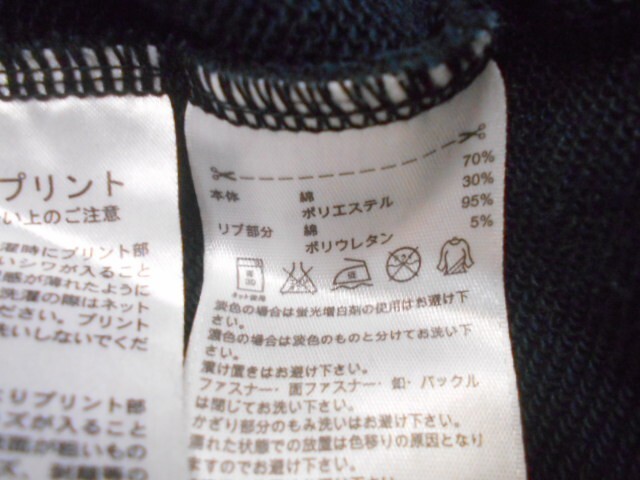 プリント
い上のご注意
濯時にプリント部
いシワが入ること
感が薄れたように
洗濯の際はネット
ださい。プリント
洗いしないでくだ
よりプリント部
ズが入ること
面が粗いもの
本体 綿 70%
ポリエステル 30%
リブ部分 綿 95%
ポリウレタン 5%
ネット使用
淡色の場合は蛍光増白剤の使用はお避け下
さい。
濃色の場合は淡色のものと分けてお洗い下
さい。
漬け置きはお避け下さい。
ファスナー・面ファスナー・釦・バックル
は閉じてお洗い下さい。
かざり部分のもみ洗いはお避け下さい。
濡れた状態での放置は色移りの原因となり
ますのでお避け下さい。